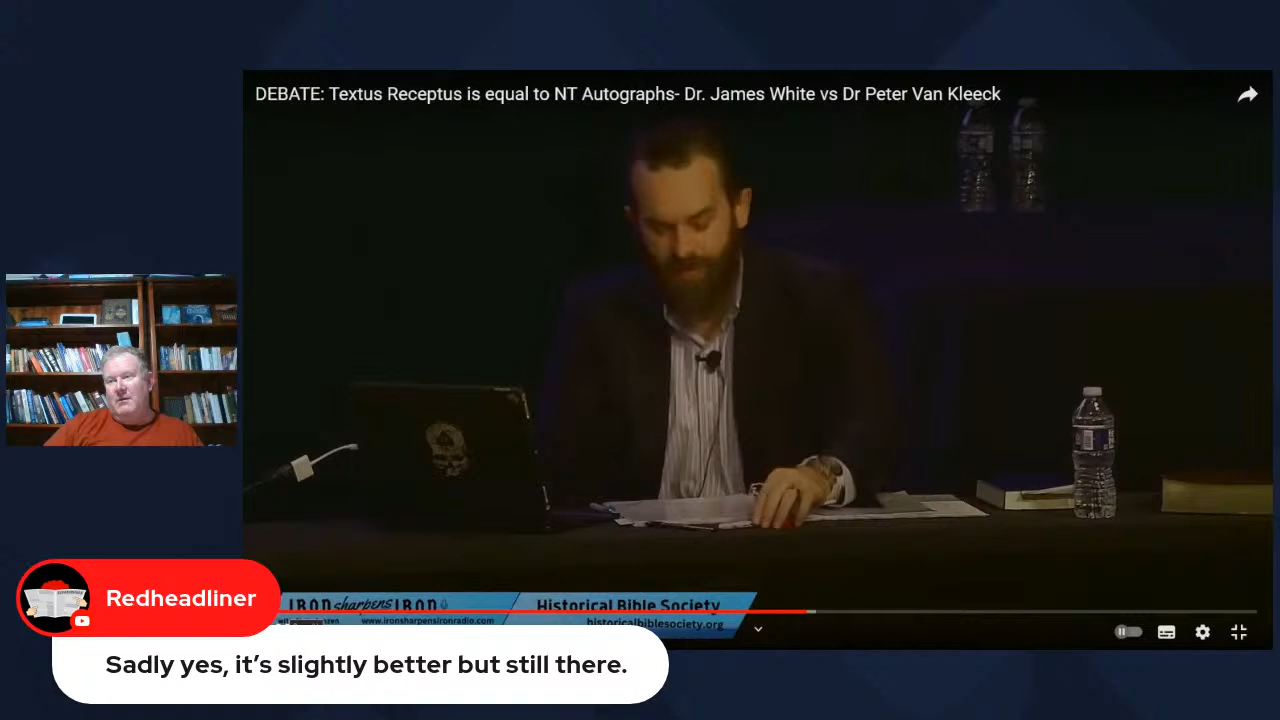 DEBATE: Textus Receptus is equal to NT Autographs- Dr. James White vs Dr Peter Van Kleeck
IRON sharpens IRON
www.ironsharpensironradio.com
Historical Bible Society
historicalbiblesociety.org
Redheadliner
Sadly yes, it’s slightly better but still there.